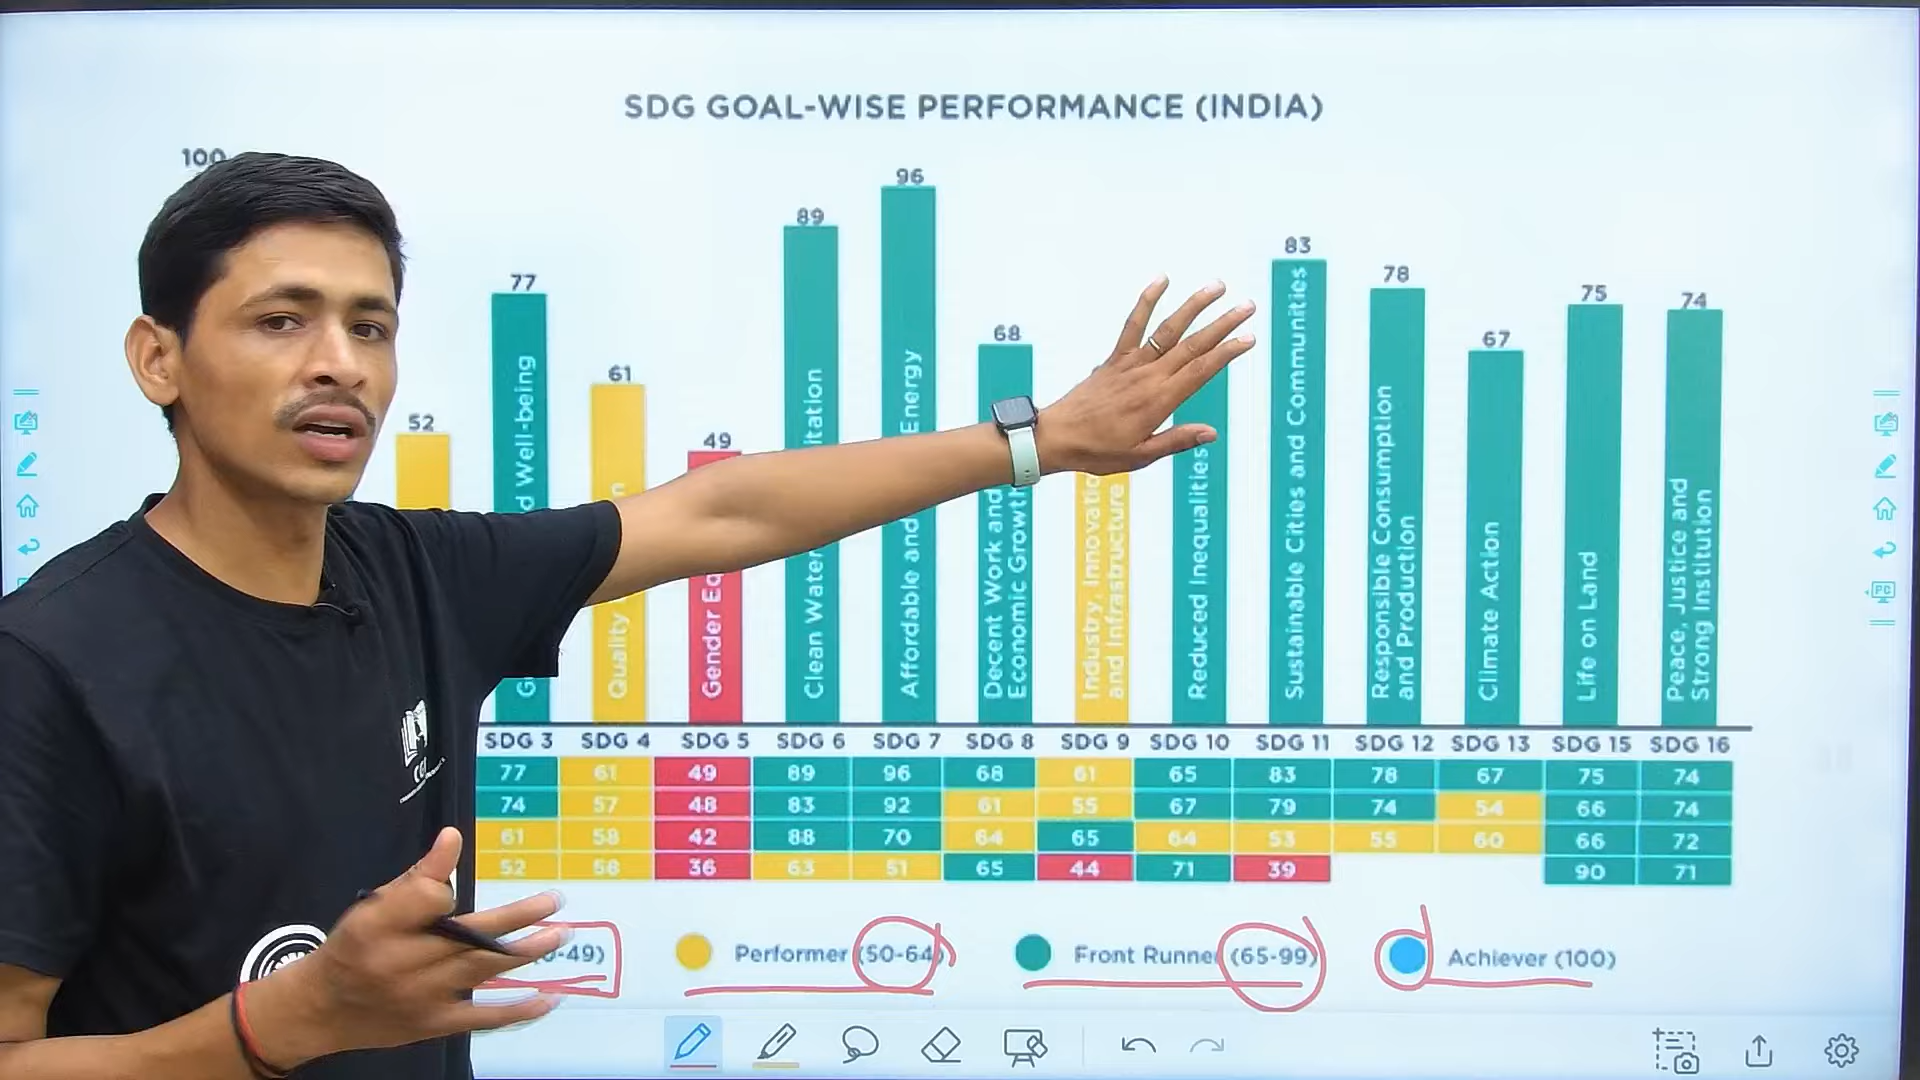 SDG GOAL-WISE PERFORMANCE (INDIA)
100
52
77
61
49
89
96
68
83
78
67
75
74
d Well-being
Quality
Gender
Clean Water
itation
Affordable and
Energy
Decent Work and
Economic Growth
Industry, Innovatio
and Infrastructure
Reduced Inequalities
Sustainable Cities and Communities
Responsible Consumption
and Production
Climate Action
Life on Land
Peace, Justice and
Strong Institution
SDG 3 SDG 4 SDG 5 SDG 6 SDG 7 SDG 8 SDG 9 SDG 10 SDG 11 SDG 12 SDG 13 SDG 15 SDG 16
77 61 49 89 96 68 61 65 83 78 67 75 74
74 57 48 83 92 61 55 67 79 74 54 66 74
61 58 42 88 70 64 65 64 53 55 60 66 72
52 58 36 63 51 65 44 71 39 90 71
-49) Performer (50-64) Front Runner (65-99) Achiever (100)
PC